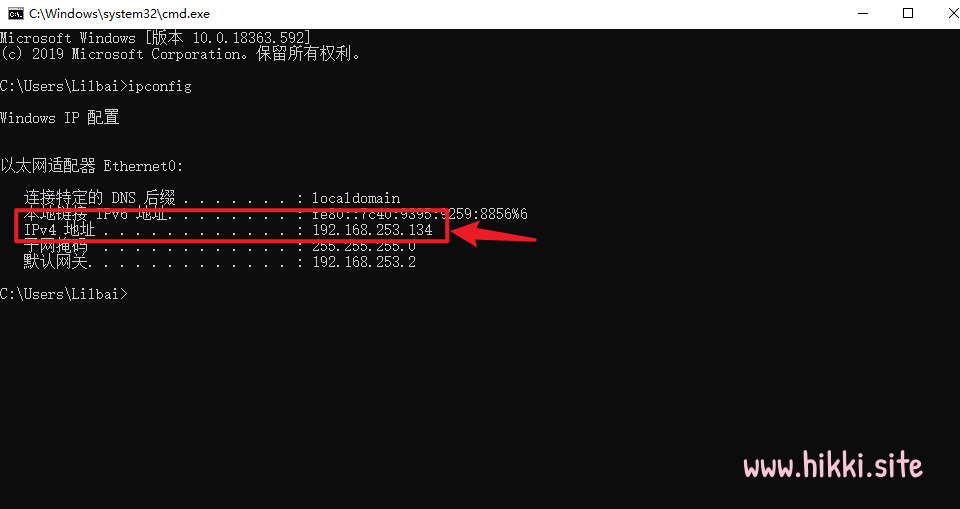 C:\Windows\system32\cmd.exe
Microsoft Windows [版本 10.0.18363.592]
(c) 2019 Microsoft Corporation。保留所有权利。
C:\Users\Li1bai>ipconfig
Windows IP 配置
以太网适配器 Ethernet0:
连接特定的 DNS 后缀 . . . . . . . : localdomain
本地链接 IPv6 地址. . . . . . . . : fe80::7c40:9395:9259:8856%6
IPv4 地址 . . . . . . . . . . . . : 192.168.253.134
子网掩码 . . . . . . . . . . . . : 255.255.255.0
默认网关. . . . . . . . . . . . . : 192.168.253.2
C:\Users\Li1bai>
www.hikki.site